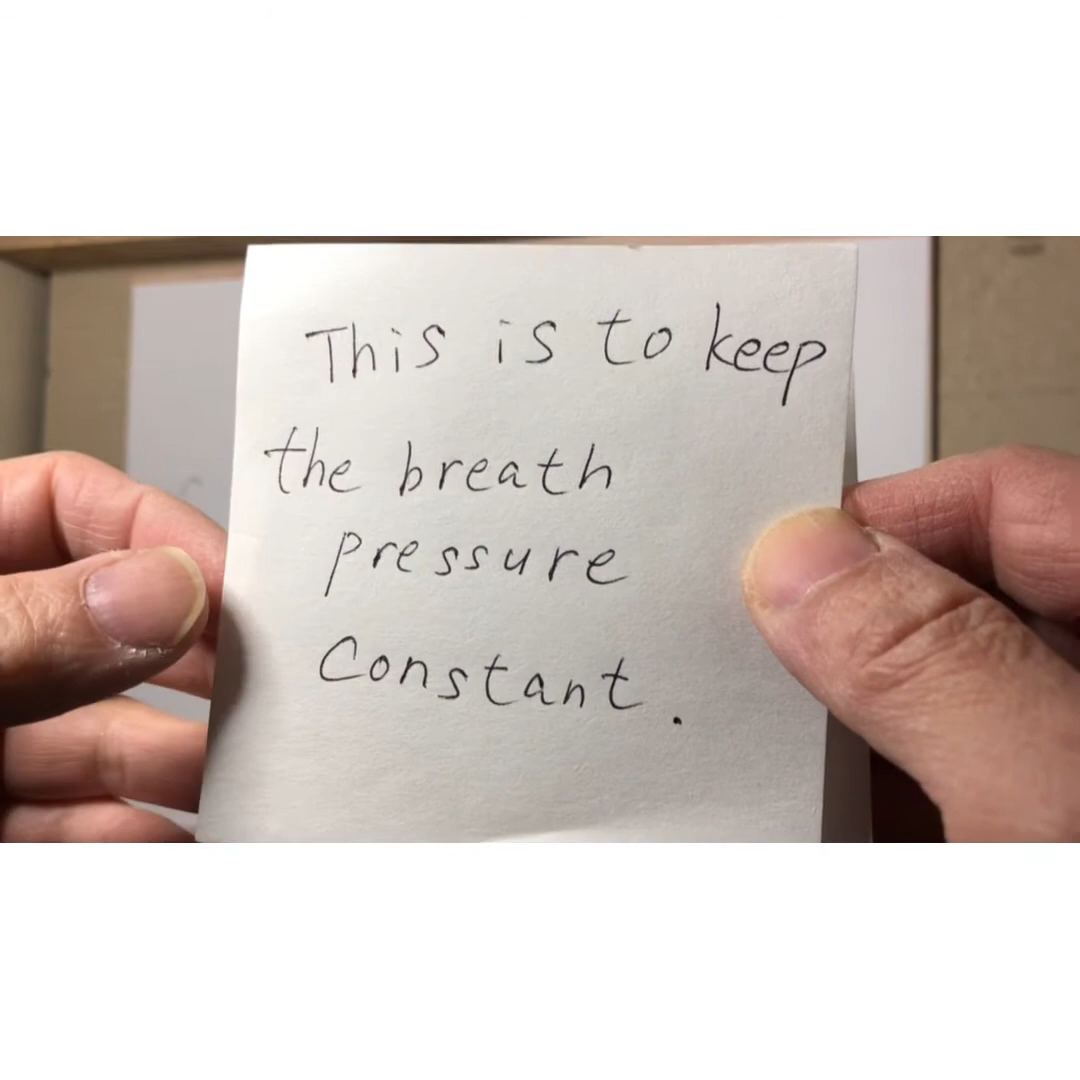 This is to keep
the breath
pressure
Constant.